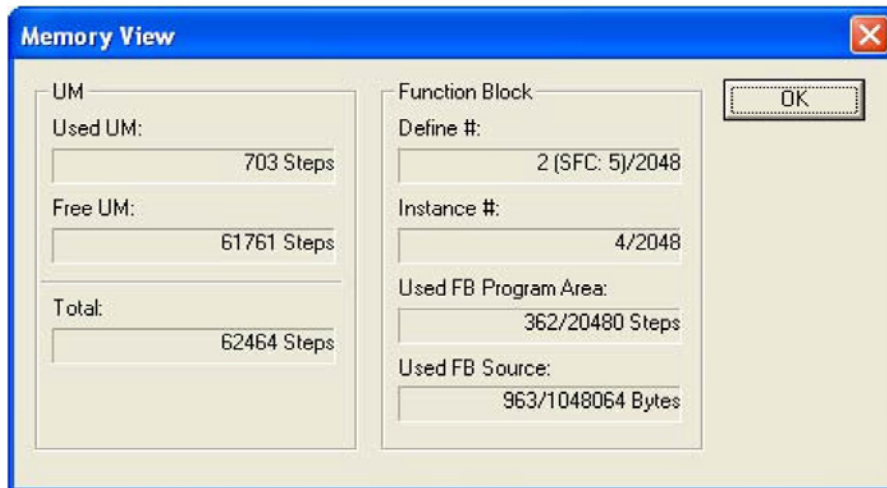 Memory View
UM
Used UM:
703 Steps
Free UM:
61761 Steps
Total:
62464 Steps
Function Block
Define #:
2 (SFC: 5)/2048
Instance #:
4/2048
Used FB Program Area:
362/20480 Steps
Used FB Source:
963/1048064 Bytes
OK